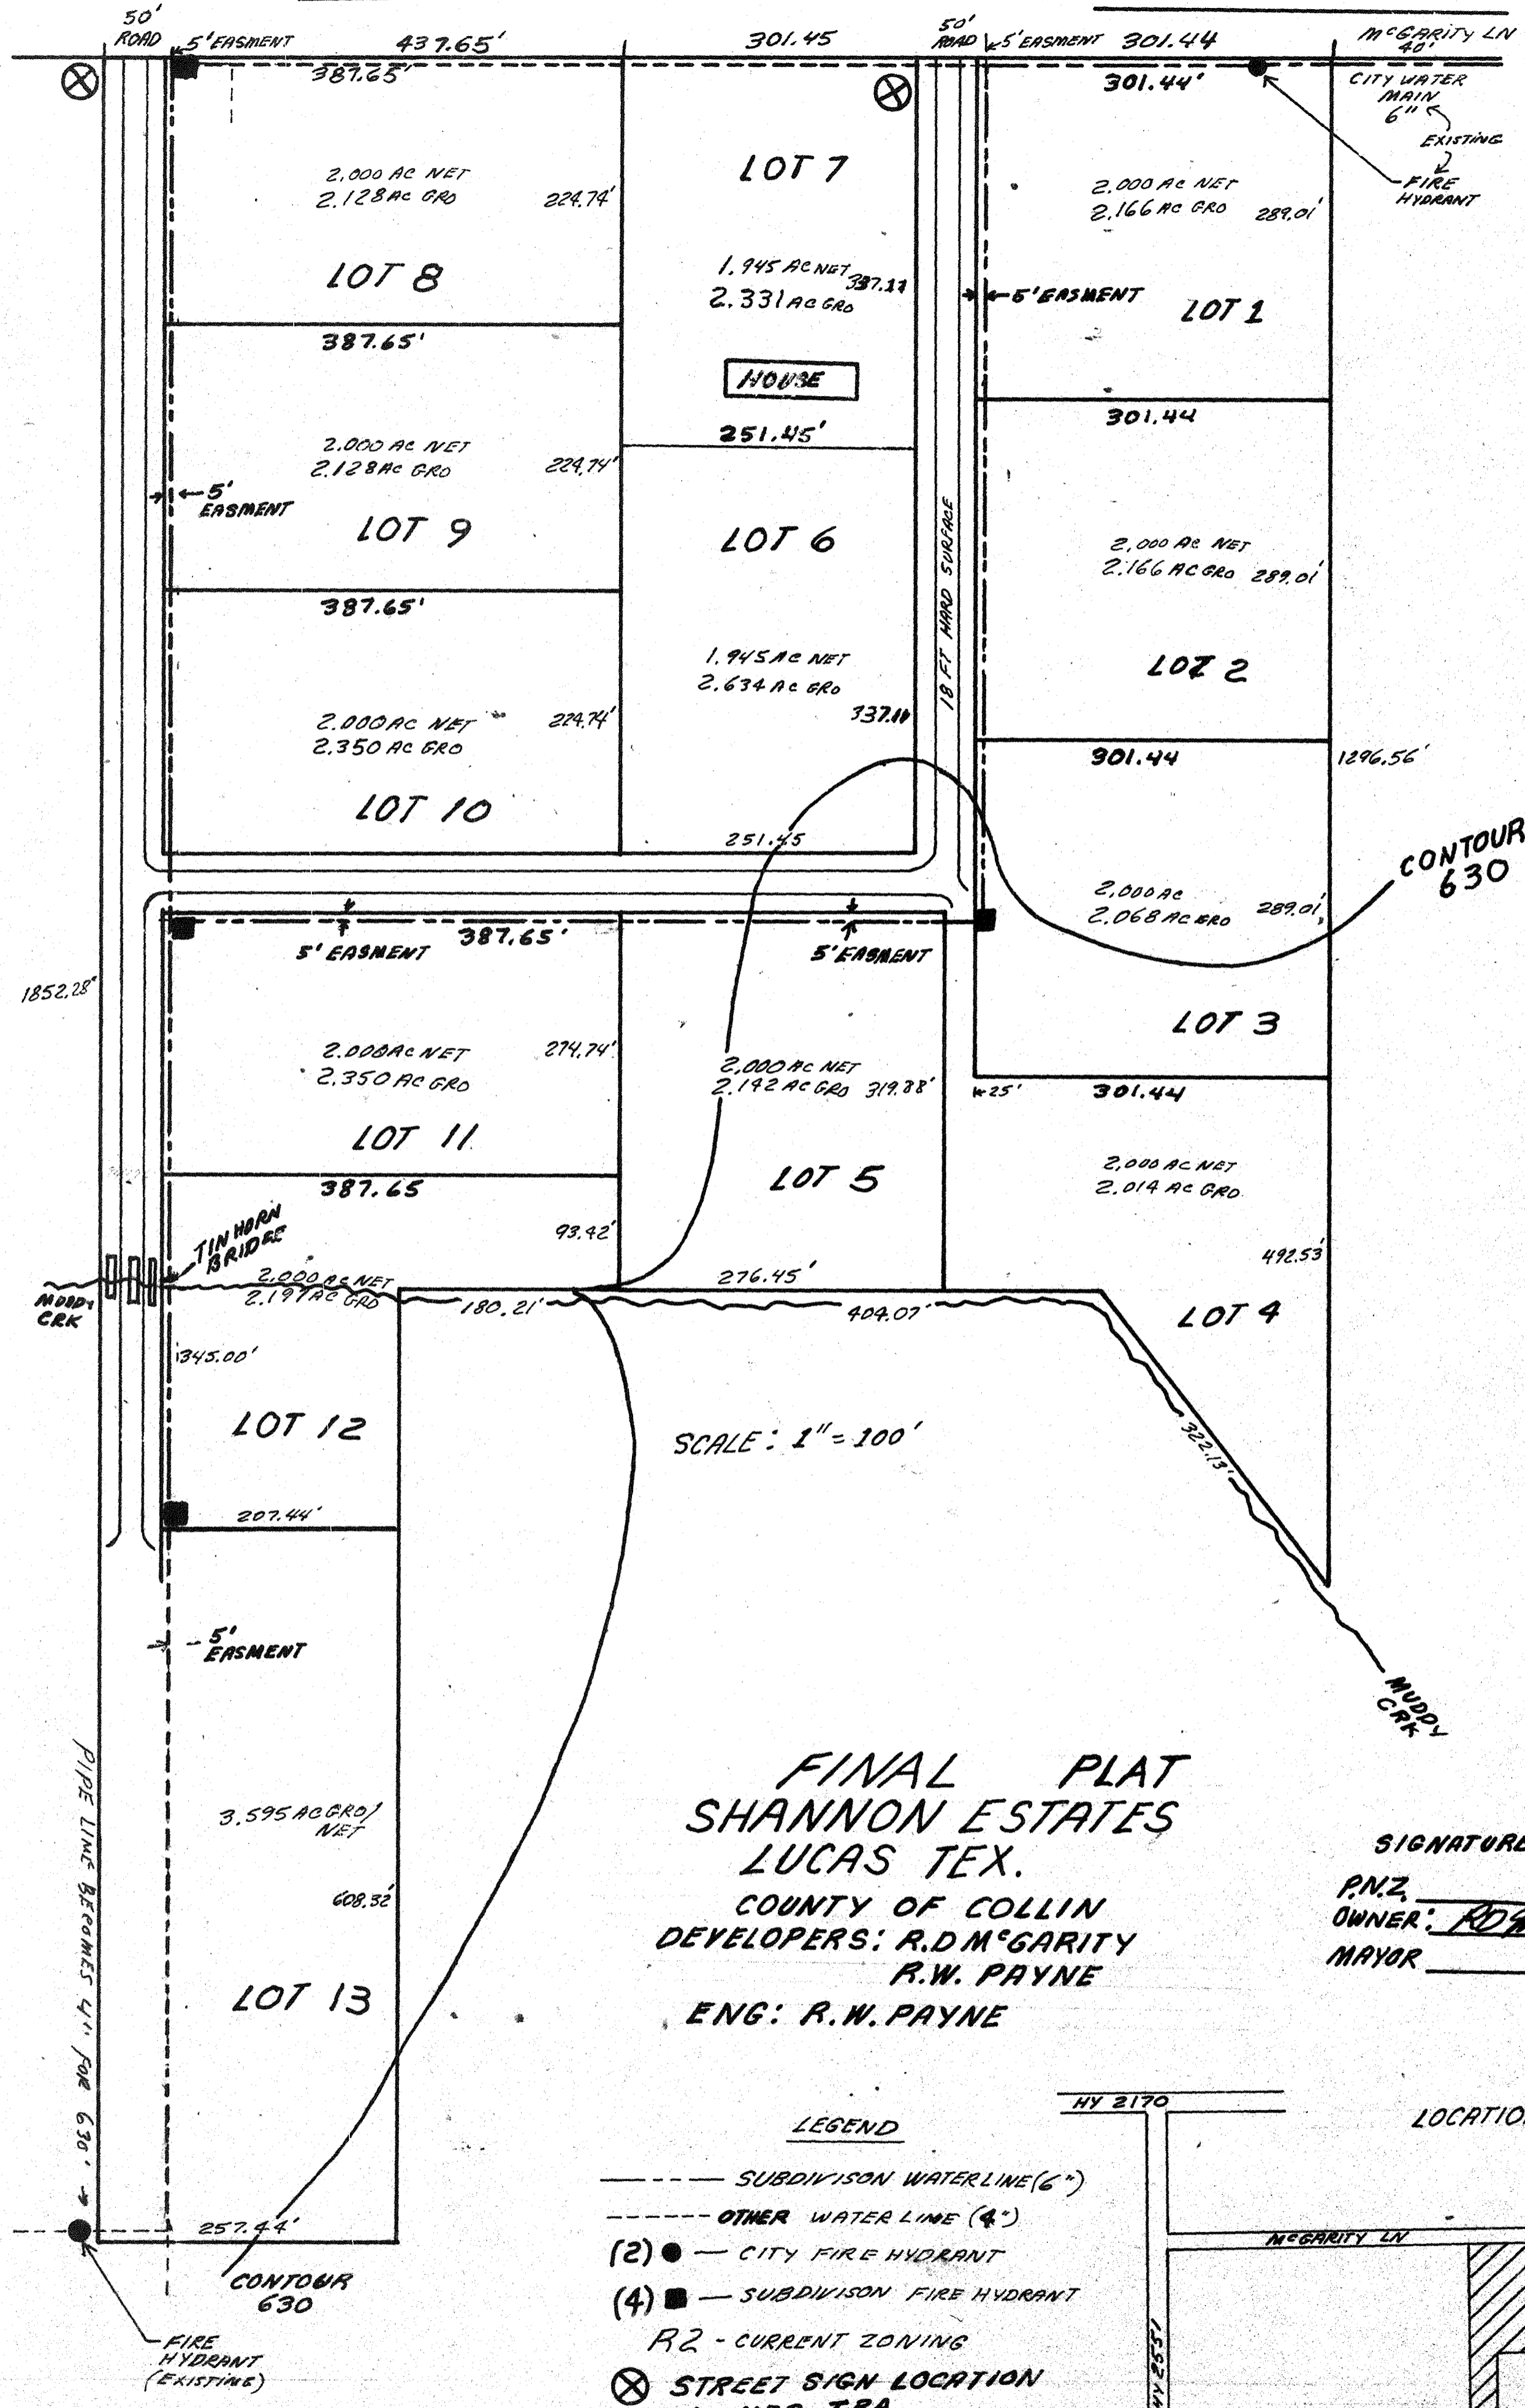 50'
ROAD
5' EASMENT
437.65'
301.45
50'
ROAD
5' EASMENT
301.44
McGARITY LN
40'
387.65'
301.44'
CITY WATER
MAIN
6"
EXISTING
FIRE
HYDRANT
2.000 AC NET
2.128 AC GRO
224.74'
LOT 8
LOT 7
1.945 AC NET
2.331 AC GRO
HOUSE
251.45'
2.000 AC NET
2.166 AC GRO
289.01'
5' EASMENT
LOT 1
387.65'
301.44
2.000 AC NET
2.128 AC GRO
224.74'
5'
EASMENT
LOT 9
LOT 6
18 FT HARD SURFACE
2,000 AC NET
2.166 AC GRO
289.01'
LOT 2
387.65'
1.945 AC NET
2.634 AC GRO
2.000 AC NET
2.350 AC GRO
224.74'
LOT 10
251.45
301.44
1296.56'
CONTOUR
630
2,000 AC
2.068 AC GRO
289.01'
LOT 3
5' EASMENT
387.65'
5' EASMENT
1852.28'
2.000 AC NET
2.350 AC GRO
274.74'
LOT 11
2,000 AC NET
2.142 AC GRO
319.88'
LOT 5
25'
301.44
387.65
TINHORN
BRIDGE
93.42'
2,000 AC NET
2.014 AC GRO
492.53'
LOT 4
MUDDY
CRK
2.000 AC NET
2.197 AC GRO
180.21'
276.45'
404.07'
345.00'
LOT 12
SCALE: 1" = 100'
322.13'
207.44'
5'
EASMENT
MUDDY
CRK
PIPE LINE BECOMES 4" FOR 630'
3.595 AC GRO/
NET
608.32'
LOT 13
FINAL PLAT
SHANNON ESTATES
LUCAS TEX.
COUNTY OF COLLIN
DEVELOPERS: R.D McGARITY
R.W. PAYNE
ENG: R.W. PAYNE
SIGNATURE
P.N.Z.
OWNER:
MAYOR
257.44'
CONTOUR
630
FIRE
HYDRANT
(EXISTING)
LEGEND
SUBDIVISON WATERLINE (6")
OTHER WATER LINE (4")
(2) CITY FIRE HYDRANT
(4) SUBDIVISON FIRE HYDRANT
R2 - CURRENT ZONING
STREET SIGN LOCATION
HY 2170
LOCATIO
McGARITY LN
HY 2551